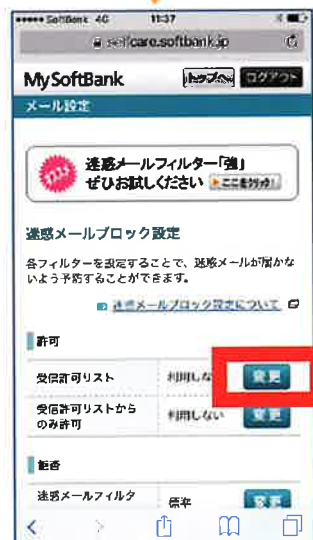 SoftBank 4G 11:37
selfcare.softbank.jp
My SoftBank トップへ ログアウト
メール設定
オススメ
迷惑メールフィルター「強」
ぜひお試しください ここをクリック!
迷惑メールブロック設定
各フィルターを設定することで、迷惑メールが届かな
いよう予防することができます。
迷惑メールブロック設定について
許可
受信許可リスト 利用しな 変更
受信許可リストから
のみ許可 利用しない 変更
拒否
迷惑メールフィルタ 標準 変更